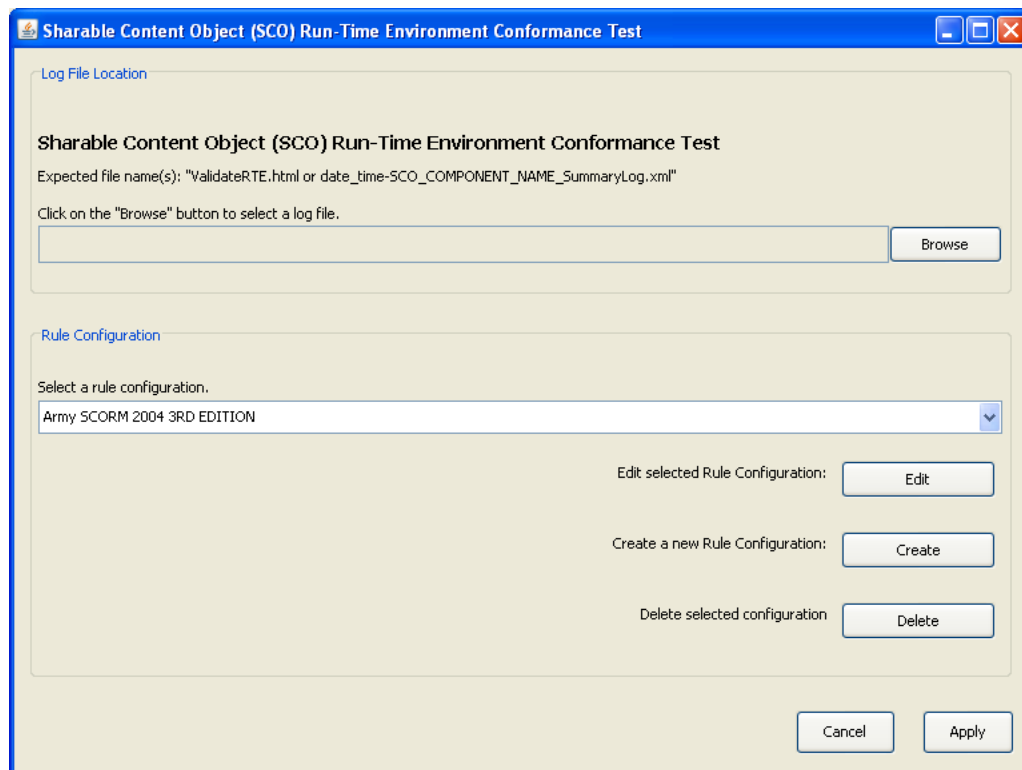 Sharable Content Object (SCO) Run-Time Environment Conformance Test
Log File Location
Sharable Content Object (SCO) Run-Time Environment Conformance Test
Expected file name(s): "ValidateRTE.html or date_time-SCO_COMPONENT_NAME_SummaryLog.xml"
Click on the "Browse" button to select a log file.
Browse
Rule Configuration
Select a rule configuration.
Army SCORM 2004 3RD EDITION
Edit selected Rule Configuration: Edit
Create a new Rule Configuration: Create
Delete selected configuration Delete
Cancel Apply